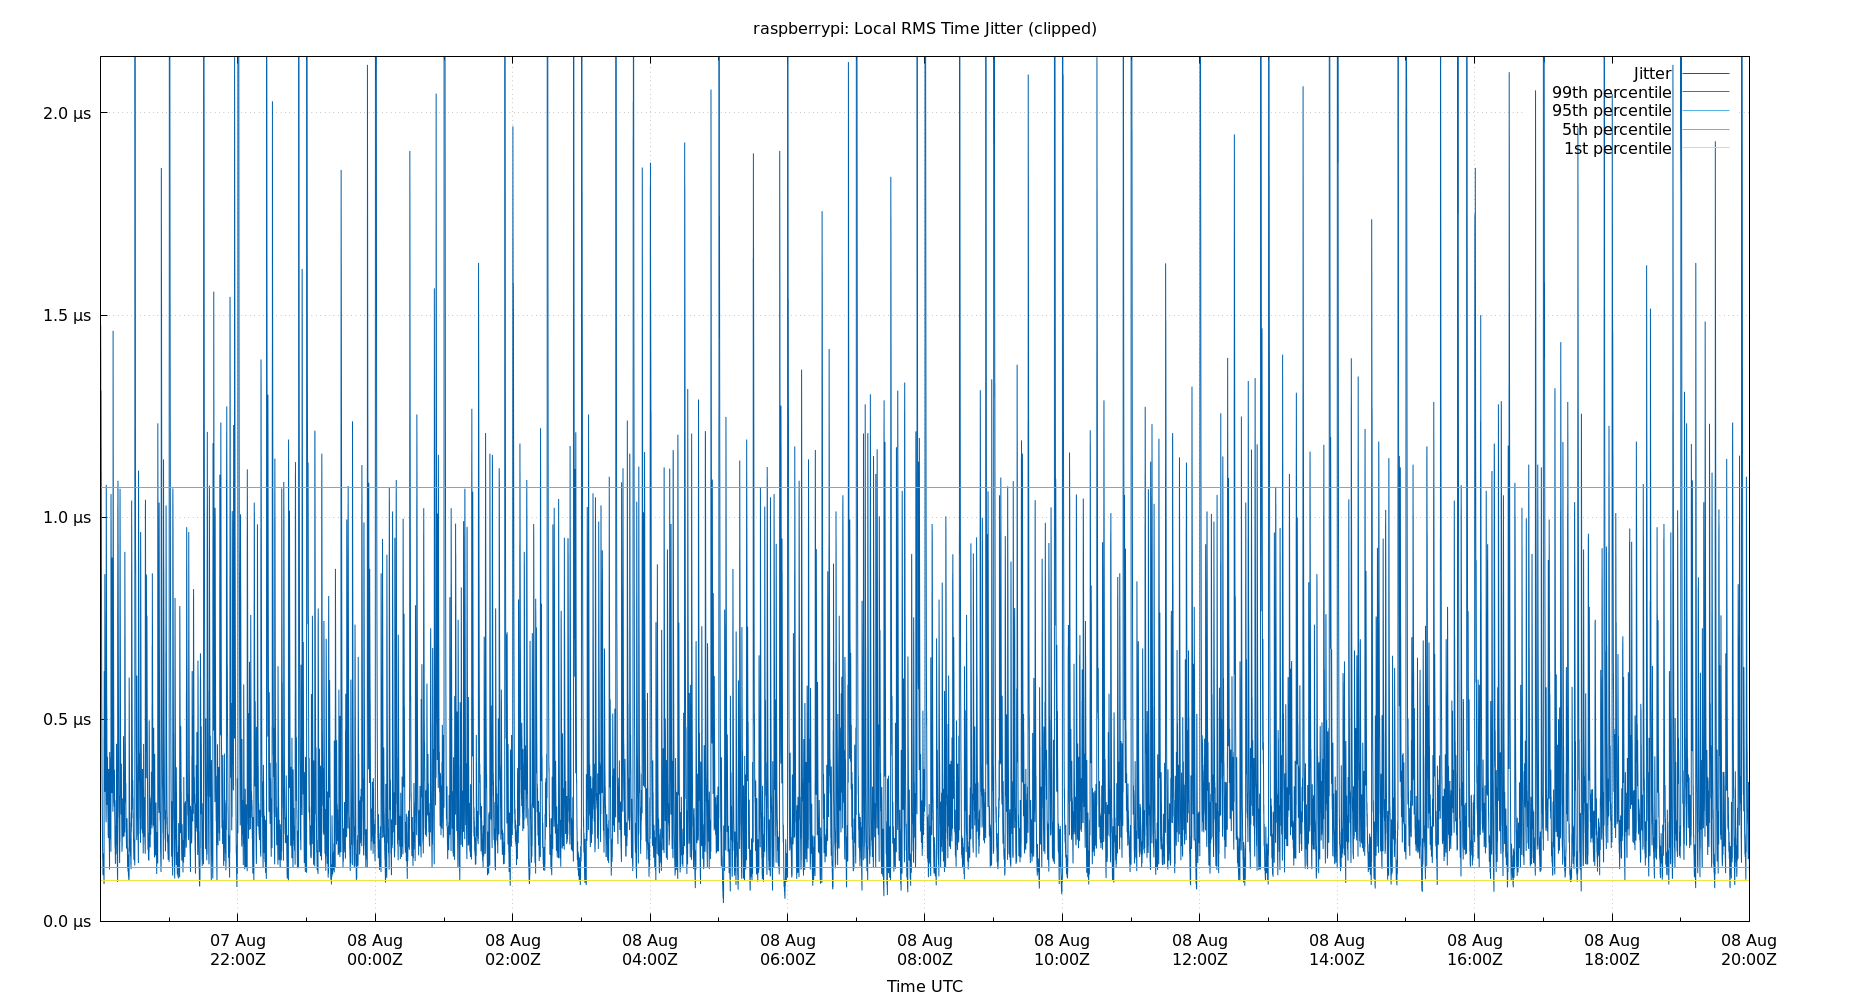 raspberrypi: Local RMS Time Jitter (clipped)
Jitter
99th percentile
95th percentile
5th percentile
1st percentile
2.0 µs
1.5 µs
1.0 µs
0.5 µs
0.0 µs
07 Aug 08 Aug 08 Aug 08 Aug 08 Aug 08 Aug 08 Aug 08 Aug 08 Aug 08 Aug 08 Aug 08 Aug
22:00Z 00:00Z 02:00Z 04:00Z 06:00Z 08:00Z 10:00Z 12:00Z 14:00Z 16:00Z 18:00Z 20:00Z
Time UTC